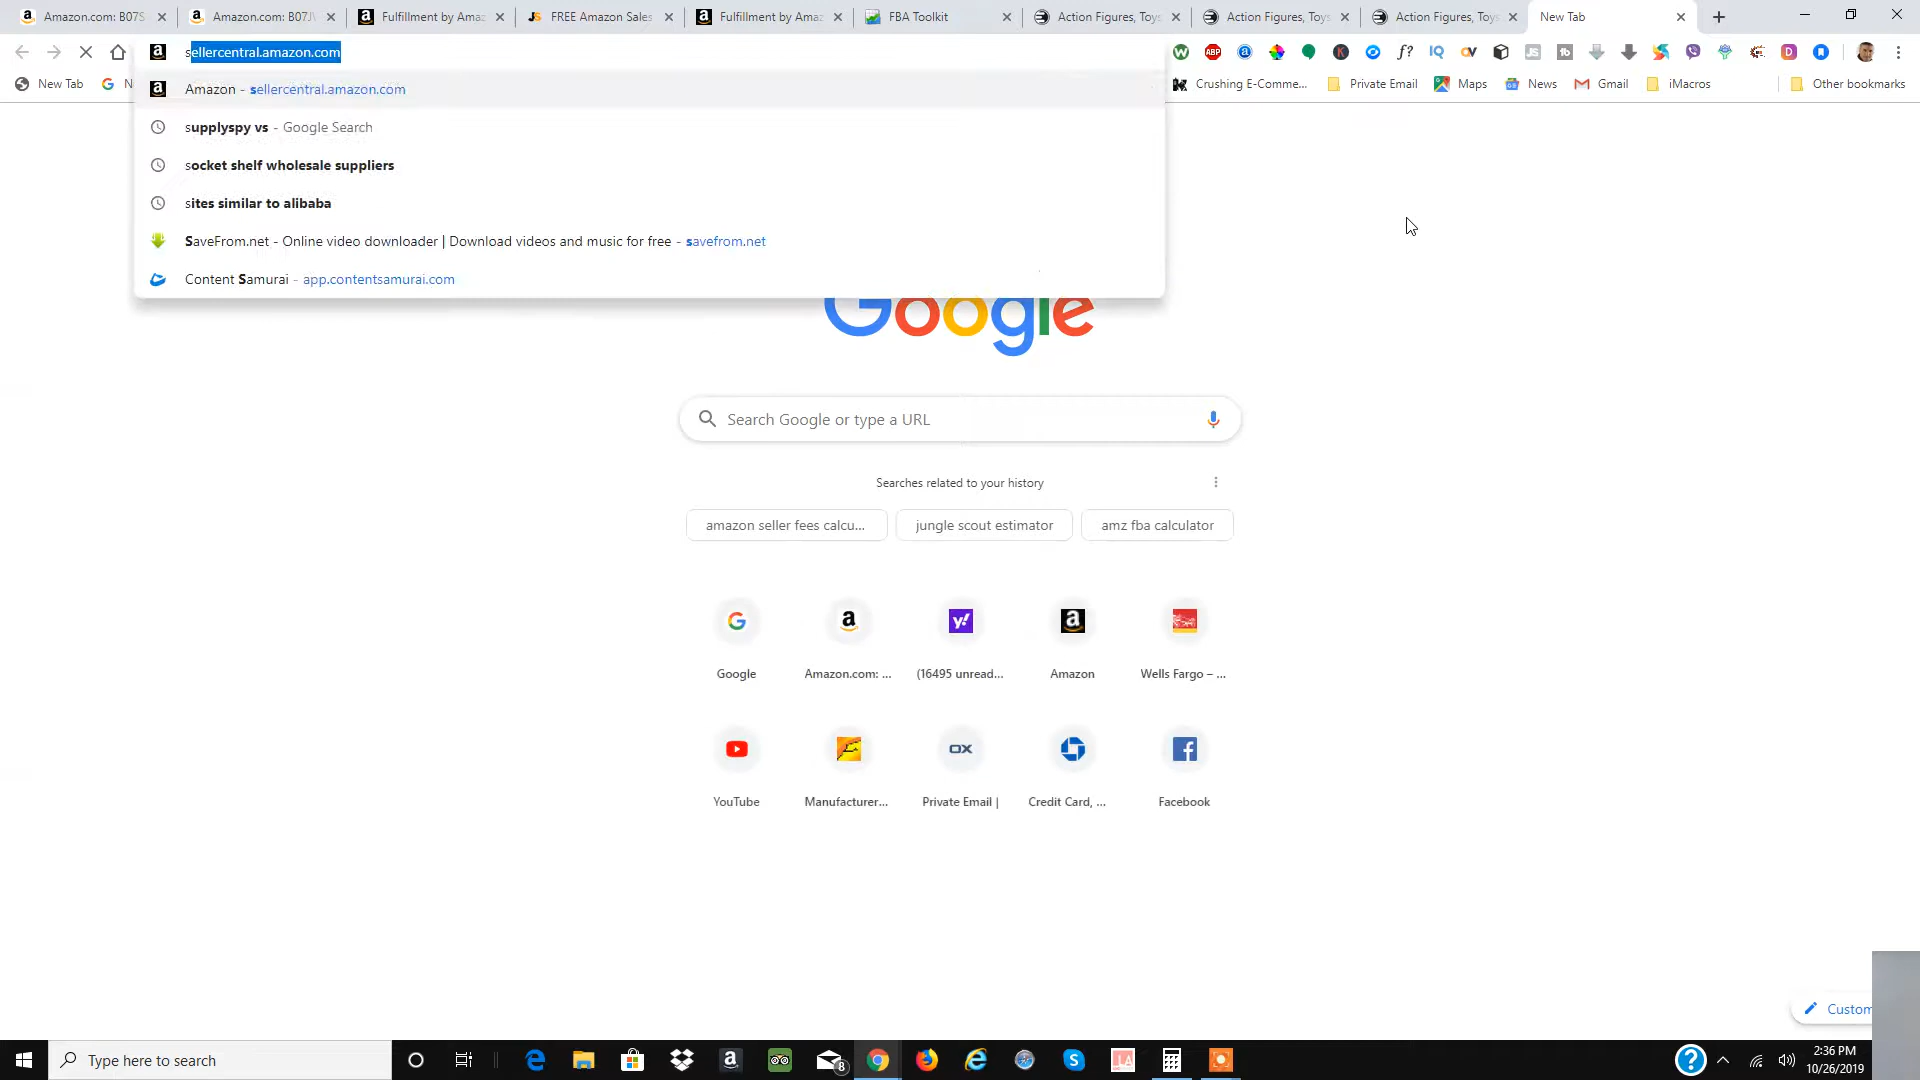 Amazon.com: B07S
Amazon.com: B07J\
Fulfillment by Amaz
FREE Amazon Sales
Fulfillment by Amaz
FBA Toolkit
Action Figures, Toys
Action Figures, Toys
Action Figures, Toys
New Tab
sellercentral.amazon.com
New Tab
N
Crushing E-Comme...
Private Email
Maps
News
Gmail
iMacros
Other bookmarks
Amazon - sellercentral.amazon.com
supplyspy vs - Google Search
socket shelf wholesale suppliers
sites similar to alibaba
SaveFrom.net - Online video downloader | Download videos and music for free - savefrom.net
Content Samurai - app.contentsamurai.com
Google
Search Google or type a URL
Searches related to your history
amazon seller fees calcu...
jungle scout estimator
amz fba calculator
Google
Amazon.com: ...
(16495 unread...
Amazon
Wells Fargo – ...
YouTube
Manufacturer...
Private Email |
Credit Card, ...
Facebook
Custom
Type here to search
2:36 PM
10/26/2019